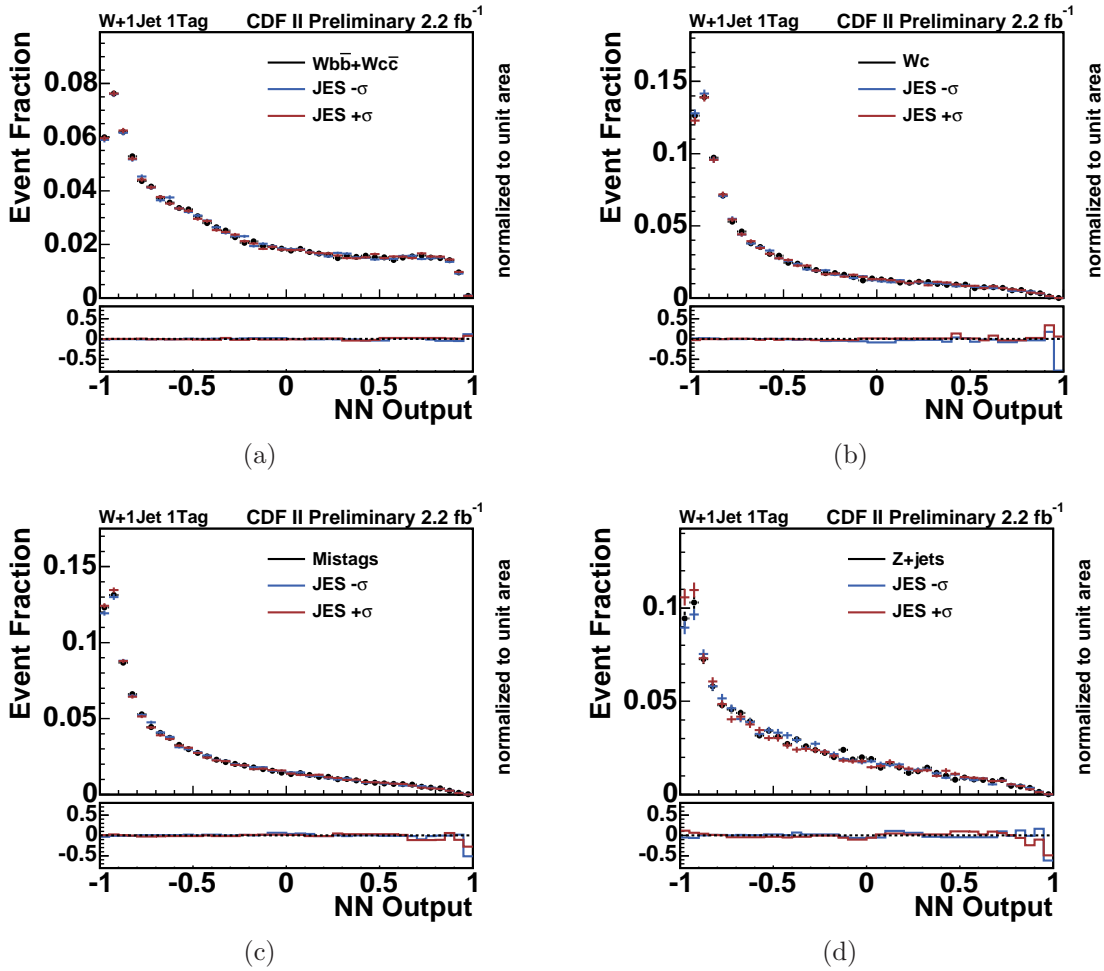 W+1Jet 1Tag CDF II Preliminary 2.2 fb⁻¹
Wbb̅+Wcc̅
JES -σ
JES +σ
Event Fraction
normalized to unit area
0.08
0.06
0.04
0.02
0
0.5
0
-0.5
-1 -0.5 0 0.5 1
NN Output
(a)
W+1Jet 1Tag CDF II Preliminary 2.2 fb⁻¹
Wc
JES -σ
JES +σ
Event Fraction
normalized to unit area
0.15
0.1
0.05
0
0.5
0
-0.5
-1 -0.5 0 0.5 1
NN Output
(b)
W+1Jet 1Tag CDF II Preliminary 2.2 fb⁻¹
Mistags
JES -σ
JES +σ
Event Fraction
normalized to unit area
0.15
0.1
0.05
0
0.5
0
-0.5
-1 -0.5 0 0.5 1
NN Output
(c)
W+1Jet 1Tag CDF II Preliminary 2.2 fb⁻¹
Z+jets
JES -σ
JES +σ
Event Fraction
normalized to unit area
0.1
0.05
0
0.5
0
-0.5
-1 -0.5 0 0.5 1
NN Output
(d)